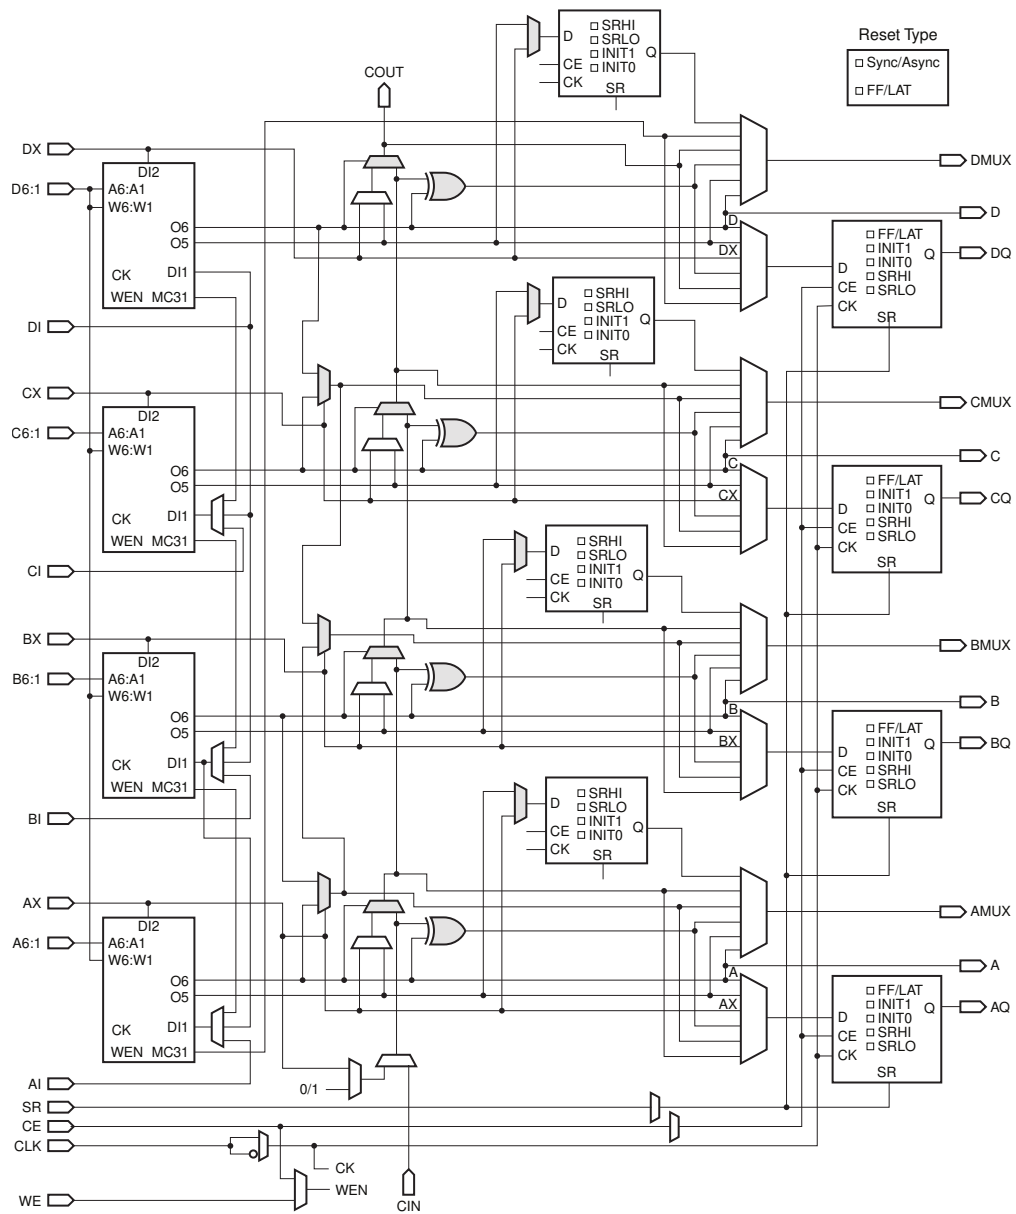 Reset Type
Sync/Async
FF/LAT
SRHI
SRLO
INIT1
INIT0
D
CE
CK
Q
SR
COUT
DX
D6:1
DI2
A6:A1
W6:W1
O6
O5
CK
DI1
WEN MC31
DI
DMUX
D
D
DX
DQ
FF/LAT
INIT1
INIT0
SRHI
SRLO
D
CE
CK
Q
SR
SRHI
SRLO
INIT1
INIT0
D
CE
CK
Q
SR
CX
C6:1
DI2
A6:A1
W6:W1
O6
O5
CK
DI1
WEN MC31
CI
CMUX
C
C
CX
CQ
FF/LAT
INIT1
INIT0
SRHI
SRLO
D
CE
CK
Q
SR
SRHI
SRLO
INIT1
INIT0
D
CE
CK
Q
SR
BX
B6:1
DI2
A6:A1
W6:W1
O6
O5
CK
DI1
WEN MC31
BI
BMUX
B
B
BX
BQ
FF/LAT
INIT1
INIT0
SRHI
SRLO
D
CE
CK
Q
SR
SRHI
SRLO
INIT1
INIT0
D
CE
CK
Q
SR
AX
A6:1
DI2
A6:A1
W6:W1
O6
O5
CK
DI1
WEN MC31
AI
AMUX
A
A
AX
AQ
FF/LAT
INIT1
INIT0
SRHI
SRLO
D
CE
CK
Q
SR
0/1
SR
CE
CLK
CK
WEN
WE
CIN